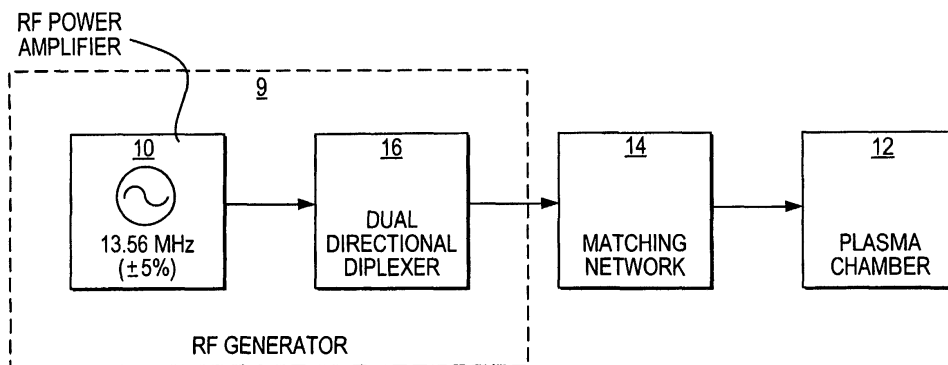 RF POWER
AMPLIFIER
9
10
13.56 MHz
(±5%)
16
DUAL
DIRECTIONAL
DIPLEXER
14
MATCHING
NETWORK
12
PLASMA
CHAMBER
RF GENERATOR